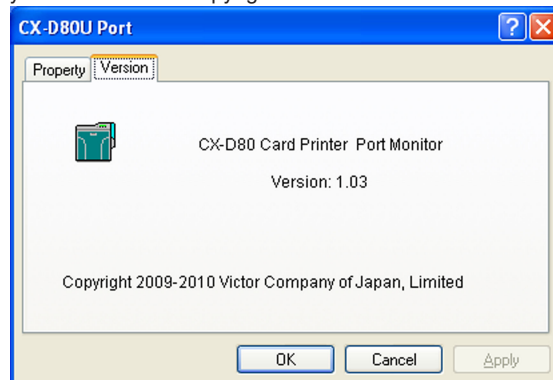 CX-D80U Port
Property Version
CX-D80 Card Printer Port Monitor
Version: 1.03
Copyright 2009-2010 Victor Company of Japan, Limited
OK Cancel Apply